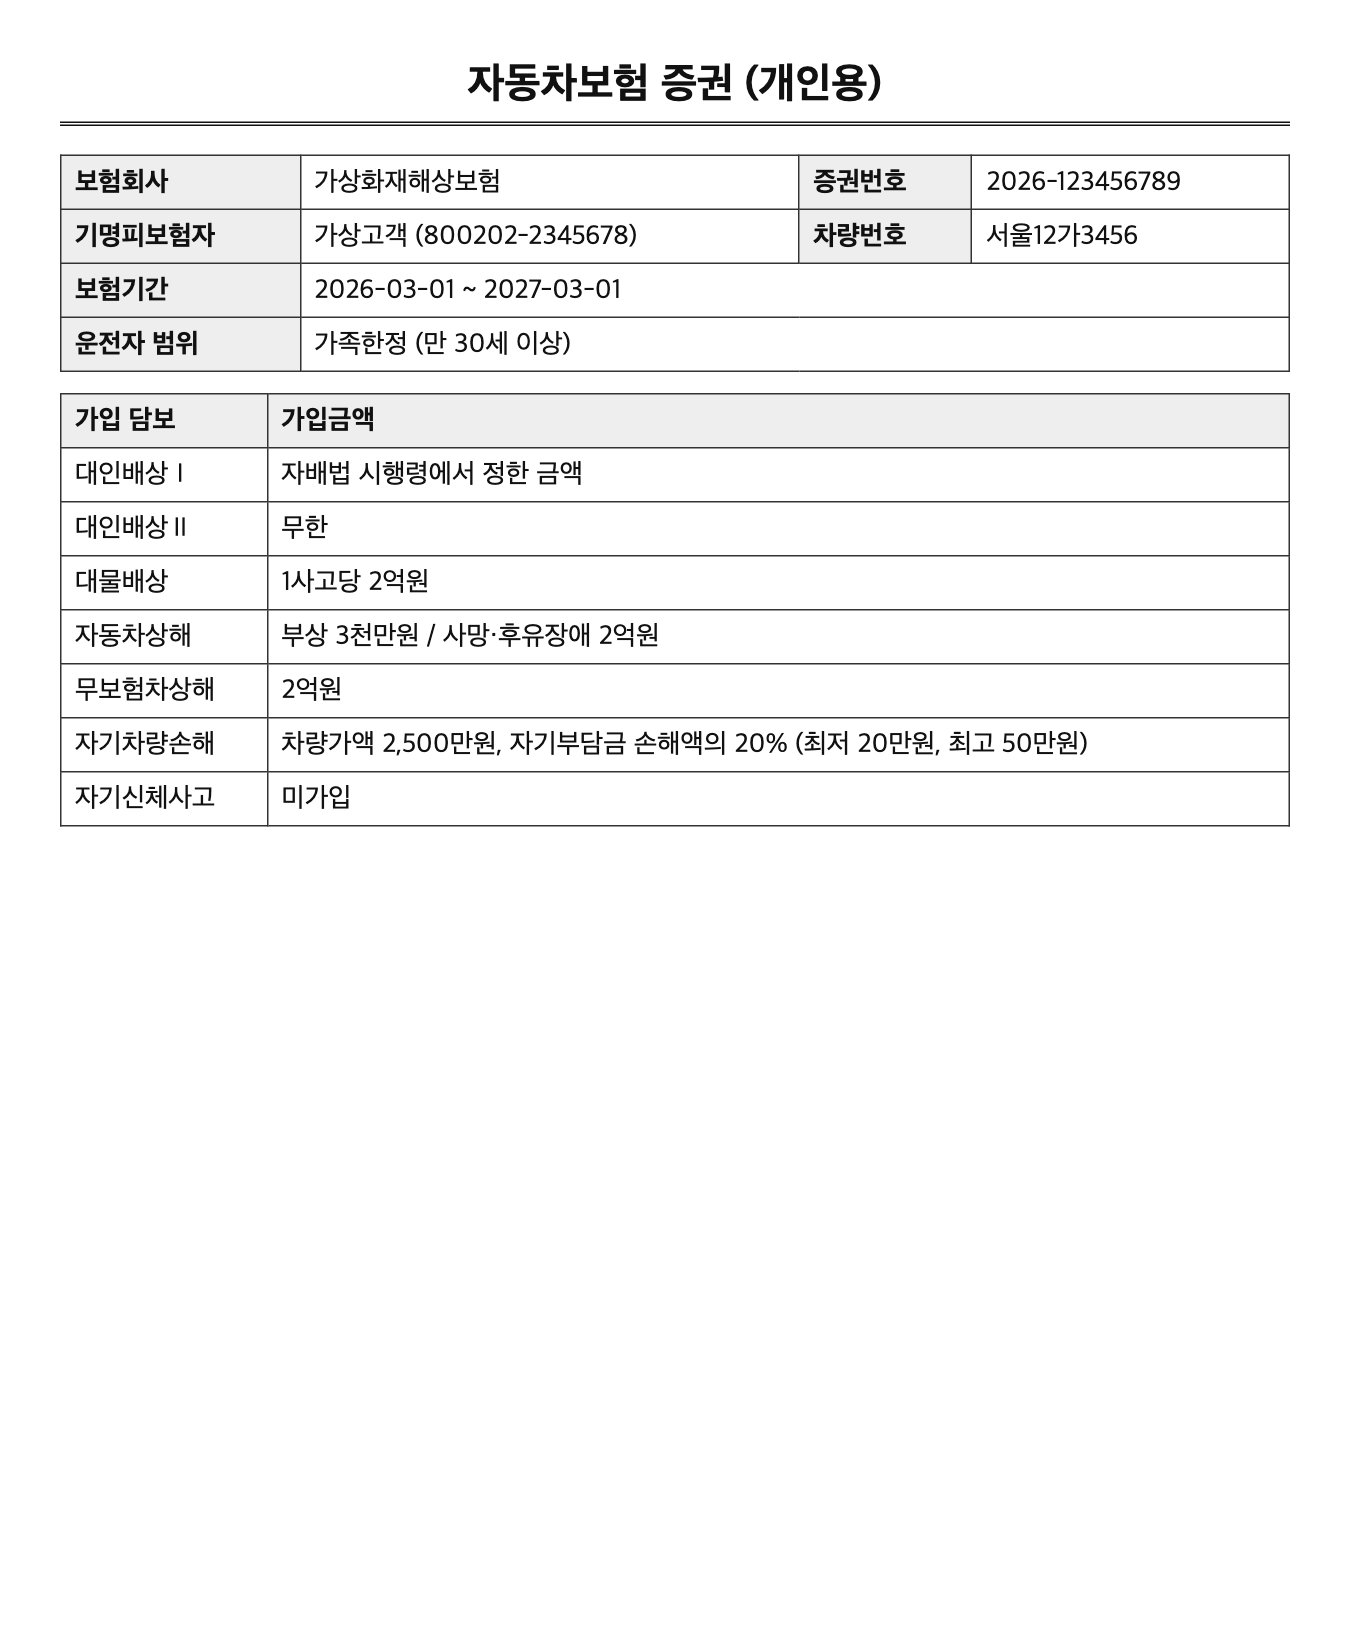 자동차보험 증권 (개인용)
보험회사 가상화재해상보험 증권번호 2026-123456789
기명피보험자 가상고객 (800202-2345678) 차량번호 서울12가3456
보험기간 2026-03-01 ~ 2027-03-01
운전자 범위 가족한정 (만 30세 이상)
가입 담보 가입금액
대인배상Ⅰ 자배법 시행령에서 정한 금액
대인배상Ⅱ 무한
대물배상 1사고당 2억원
자동차상해 부상 3천만원 / 사망·후유장애 2억원
무보험차상해 2억원
자기차량손해 차량가액 2,500만원, 자기부담금 손해액의 20% (최저 20만원, 최고 50만원)
자기신체사고 미가입